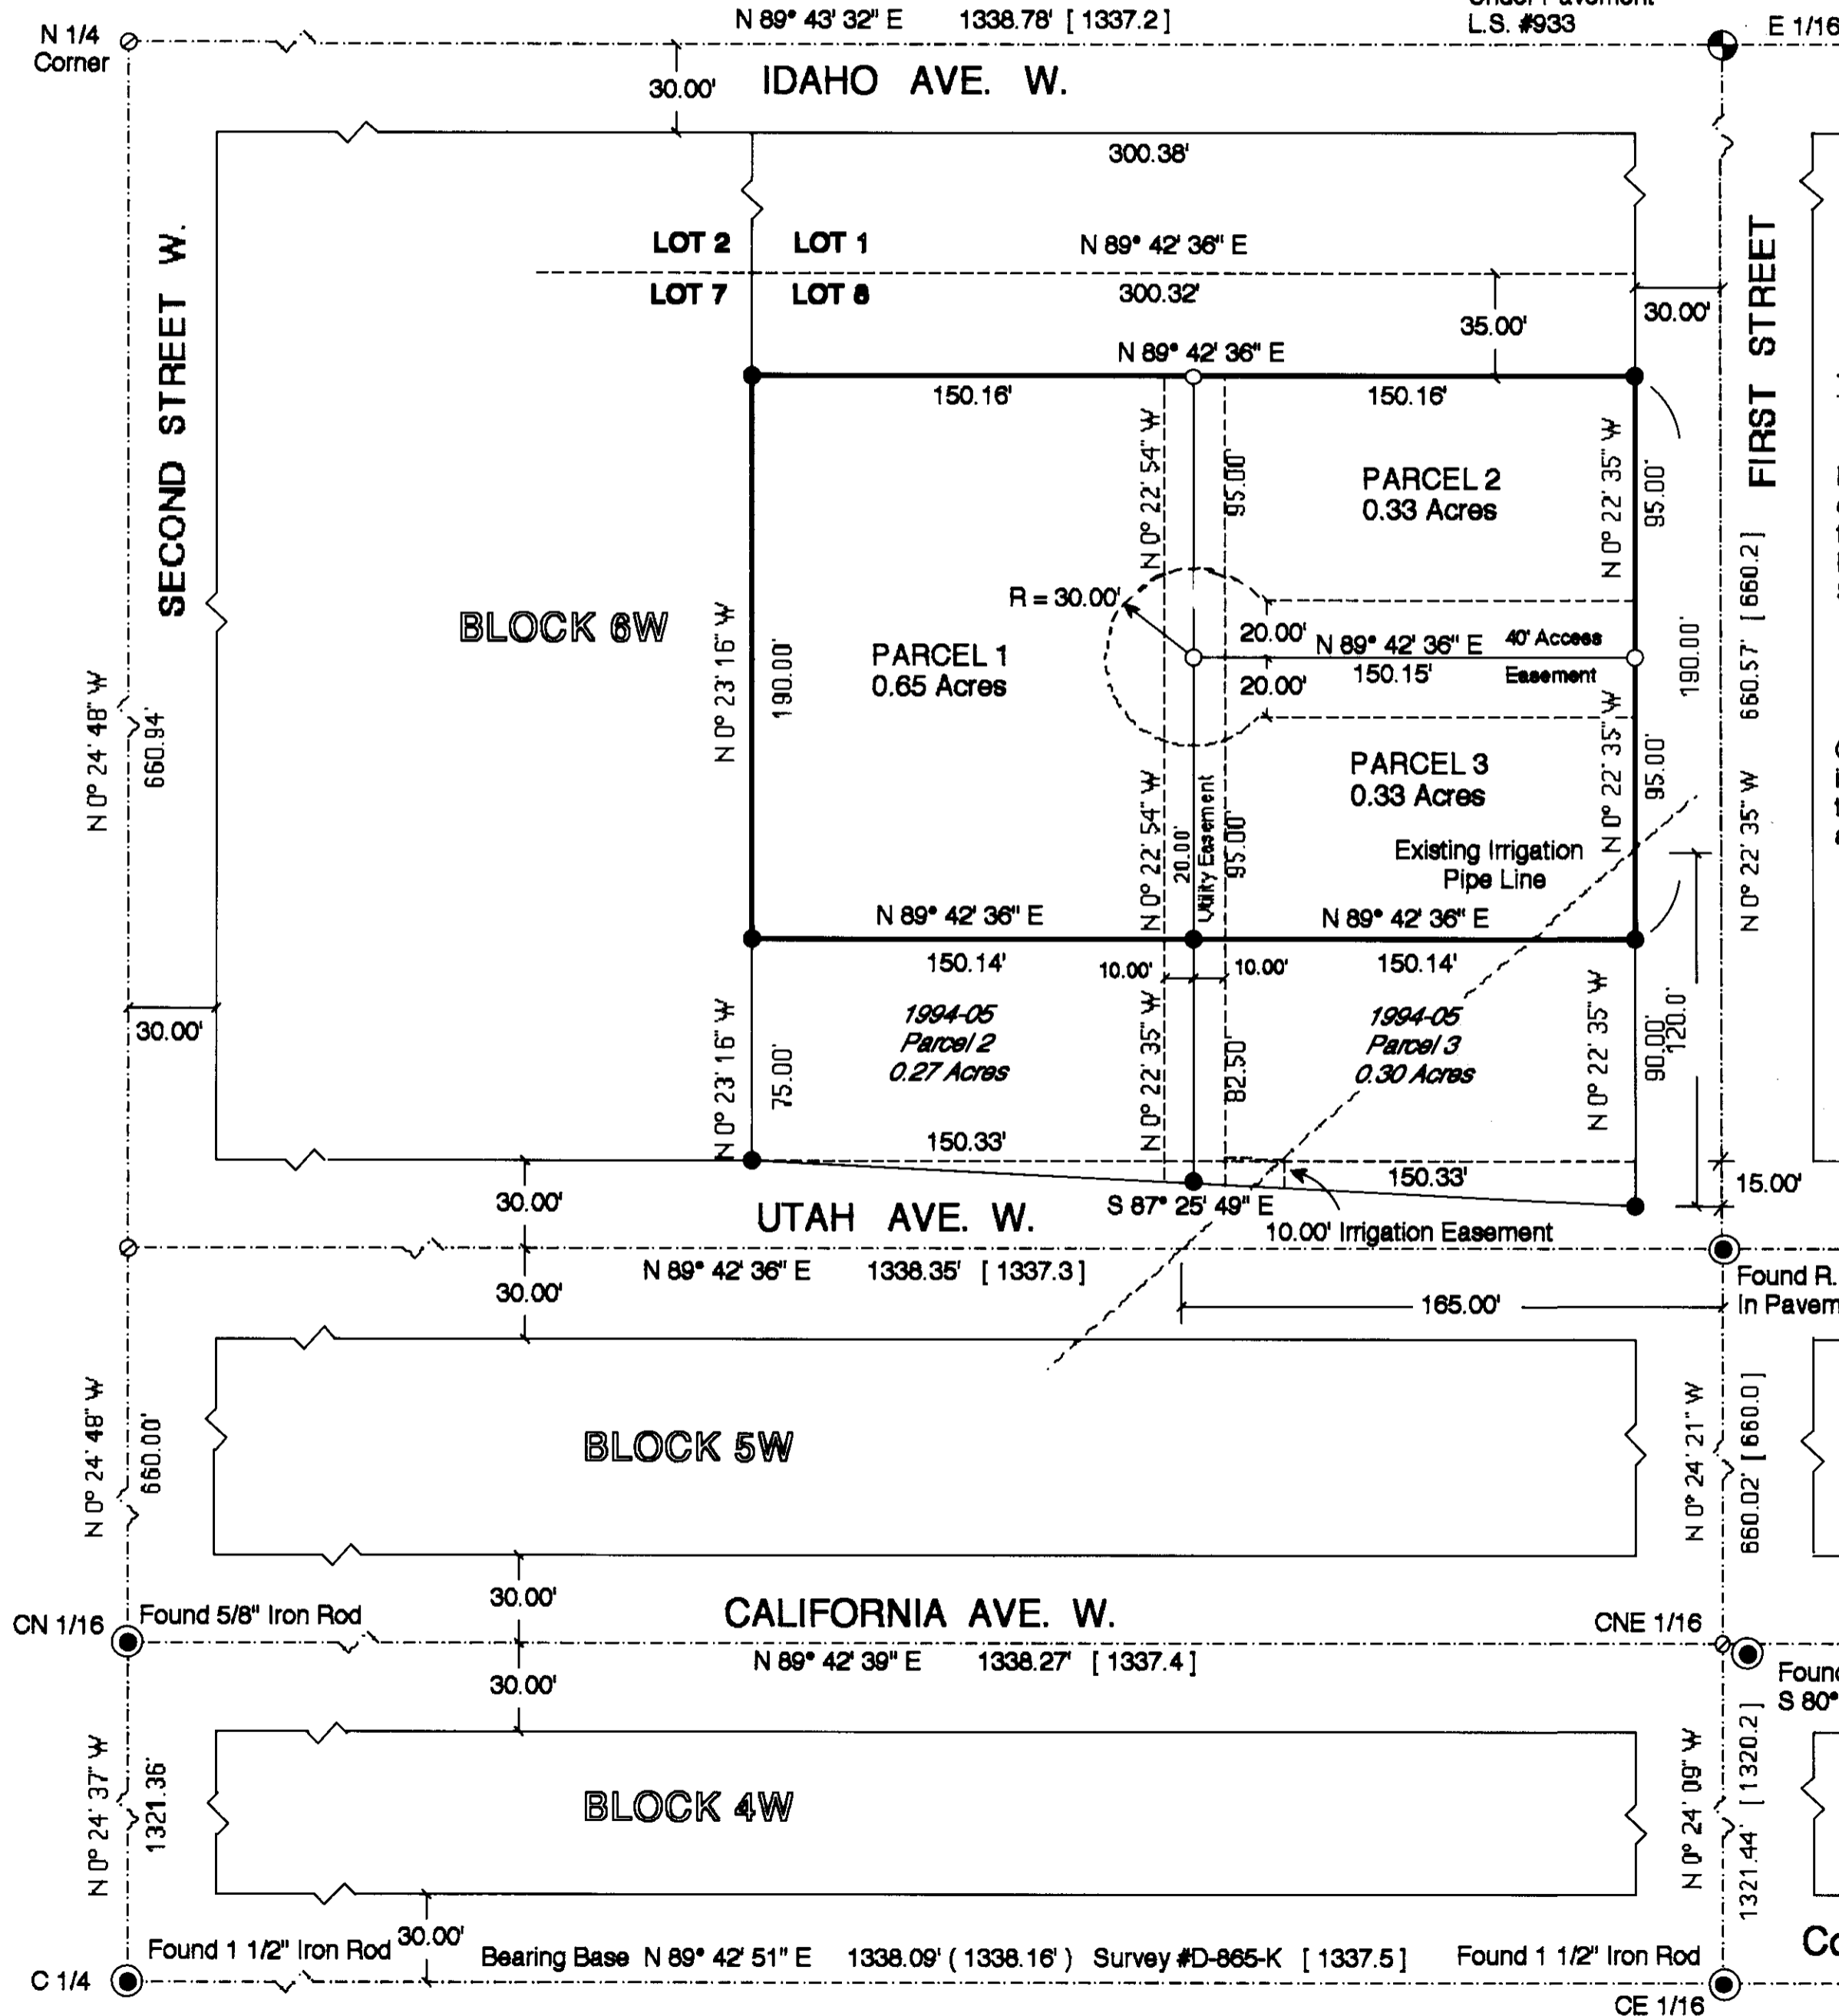 N 89° 43' 32" E 1338.78' [ 1337.2 ]
L.S. #933
N 1/4
Corner
E 1/16
30.00'
IDAHO AVE. W.
300.38'
SECOND STREET W.
LOT 2 LOT 1 N 89° 42' 36" E
LOT 7 LOT 8 300.32'
35.00'
30.00'
FIRST STREET
N 89° 42' 36" E
150.16' 150.16'
N 0° 22' 54" W
95.00'
PARCEL 2
0.33 Acres
N 0° 22' 35" W
95.00'
R = 30.00'
BLOCK 6W
N 0° 23' 16" W
190.00'
PARCEL 1
0.65 Acres
20.00'
N 89° 42' 36" E 40' Access
150.15' Easement
20.00'
190.00'
660.57' [ 660.2 ]
N 0° 22' 35" W
N 0° 24' 48" W
660.94'
PARCEL 3
0.33 Acres
N 0° 22' 35" W
95.00'
N 0° 22' 54" W
20.00'
Utility Easement
95.00'
Existing Irrigation
Pipe Line
N 89° 42' 36" E N 89° 42' 36" E
150.14' 10.00' 10.00' 150.14'
30.00'
N 0° 23' 16" W
75.00'
1994-05
Parcel 2
0.27 Acres
N 0° 22' 35" W
82.50'
1994-05
Parcel 3
0.30 Acres
N 0° 22' 35" W
90.00'
120.0'
150.33'
150.33'
15.00'
30.00'
UTAH AVE. W.
S 87° 25' 49" E
10.00' Irrigation Easement
N 89° 42' 36" E 1338.35' [ 1337.3 ]
30.00'
165.00'
Found R.
In Pavem
N 0° 24' 48" W
660.00'
BLOCK 5W
N 0° 24' 21" W
660.02' [ 660.0 ]
30.00'
CN 1/16
Found 5/8" Iron Rod
CALIFORNIA AVE. W.
CNE 1/16
N 89° 42' 39" E 1338.27' [ 1337.4 ]
30.00'
Found
S 80°
N 0° 24' 37" W
1321.36'
BLOCK 4W
N 0° 24' 09" W
1321.44' [ 1320.2 ]
30.00'
C 1/4
Found 1 1/2" Iron Rod
Bearing Base N 89° 42' 51" E 1338.09' ( 1338.16' ) Survey #D-865-K [ 1337.5 ]
Found 1 1/2" Iron Rod
CE 1/16
Co